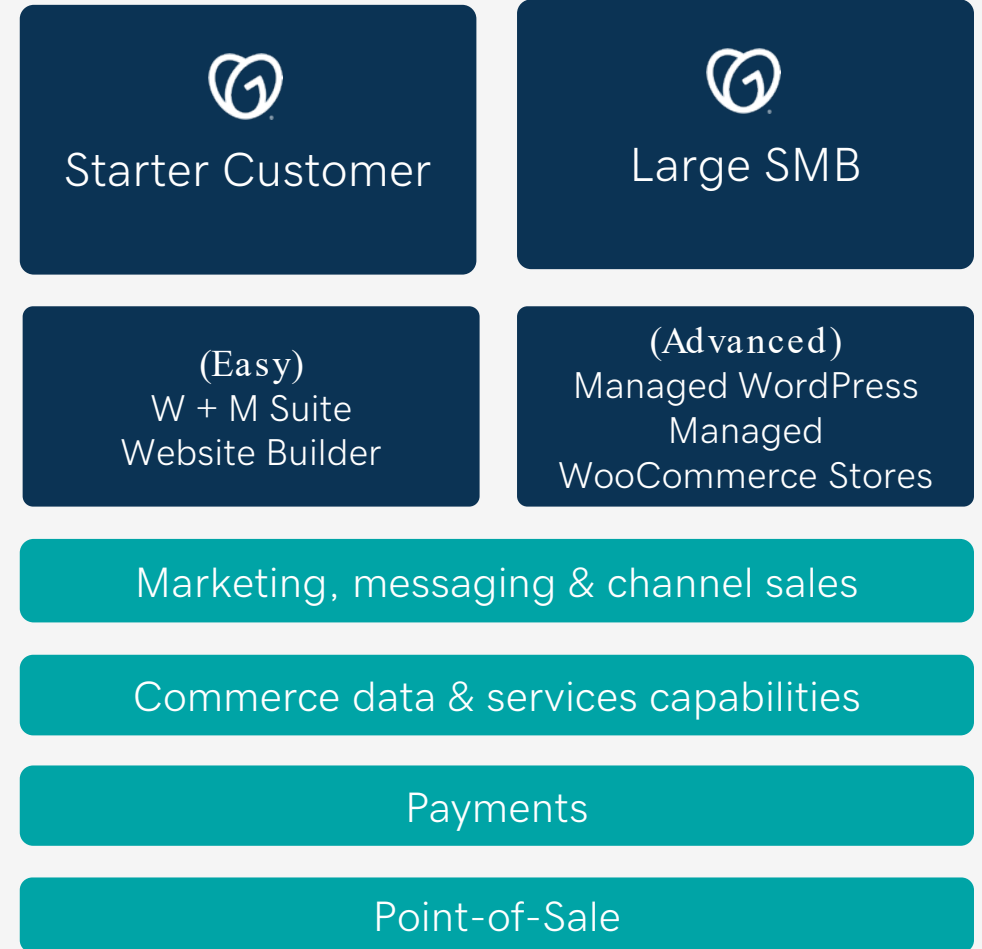 Starter Customer
Large SMB
(Easy)
W + M Suite
Website Builder
(Advanced)
Managed WordPress
Managed
WooCommerce Stores
Marketing, messaging & channel sales
Commerce data & services capabilities
Payments
Point-of-Sale